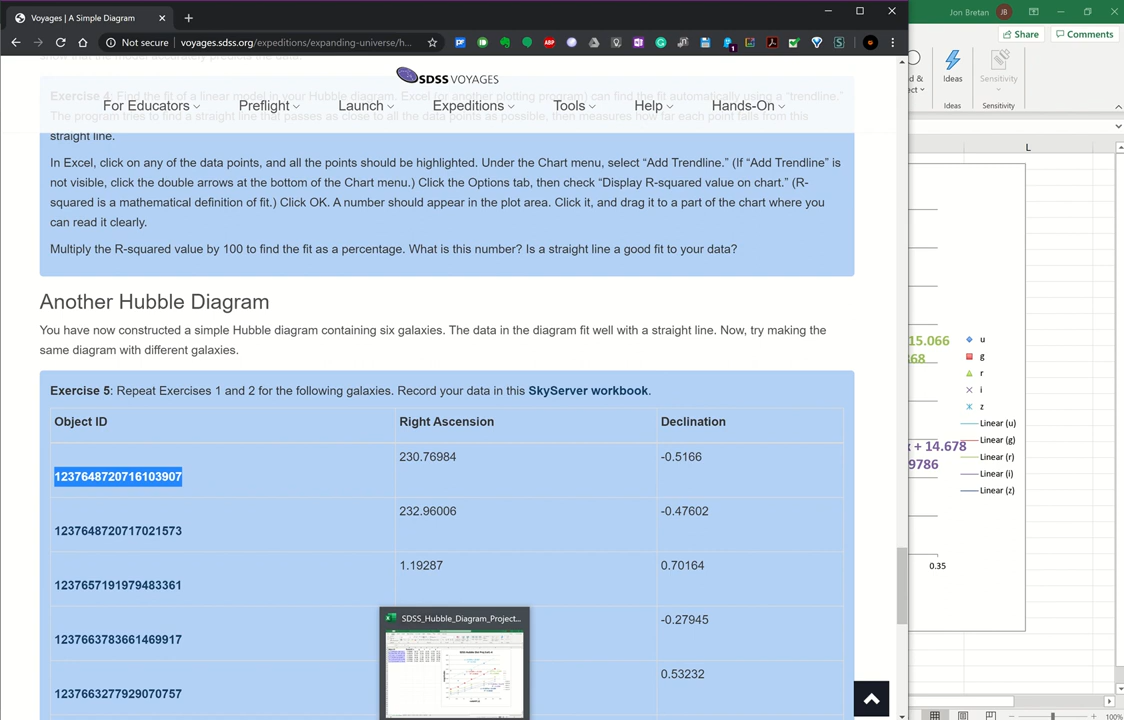 Voyages | A Simple Diagram
Jon Bretan JB
Not secure | voyages.sdss.org/expeditions/expanding-universe/h...
Share Comments
SDSS VOYAGES
For Educators Preflight Launch Expeditions Tools Help Hands-On
Exercise 4: Find the fit of a linear model in your Hubble diagram. Excel (or another plotting program) can find the fit automatically using a “trendline.”
The program tries to find a straight line that passes as close to all the data points as possible, then measures how far each point falls from this
straight line.
In Excel, click on any of the data points, and all the points should be highlighted. Under the Chart menu, select “Add Trendline.” (If “Add Trendline” is
not visible, click the double arrows at the bottom of the Chart menu.) Click the Options tab, then check “Display R-squared value on chart.” (R-
squared is a mathematical definition of fit.) Click OK. A number should appear in the plot area. Click it, and drag it to a part of the chart where you
can read it clearly.
Multiply the R-squared value by 100 to find the fit as a percentage. What is this number? Is a straight line a good fit to your data?
Another Hubble Diagram
You have now constructed a simple Hubble diagram containing six galaxies. The data in the diagram fit well with a straight line. Now, try making the
same diagram with different galaxies.
Exercise 5: Repeat Exercises 1 and 2 for the following galaxies. Record your data in this SkyServer workbook.
Object ID Right Ascension Declination
1237648720716103907 230.76984 -0.5166
1237648720717021573 232.96006 -0.47602
1237657191979483361 1.19287 0.70164
1237663783661469917 -0.27945
1237663277929070757 0.53232
SDSS_Hubble_Diagram_Project...
Ideas
Sensitivity
Ideas
Sensitivity
L
15.066
868
x + 14.678
9786
u
g
r
i
z
Linear (u)
Linear (g)
Linear (r)
Linear (i)
Linear (z)
0.35
100%